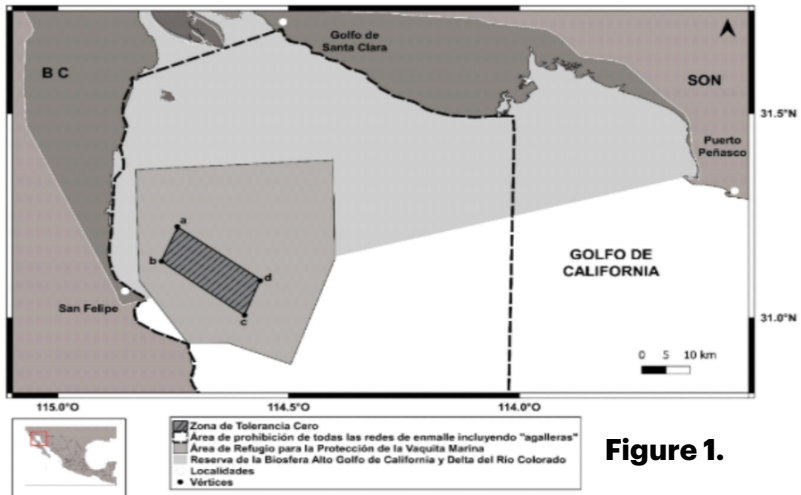 Golfo de
Santa Clara
B C
SON
31.5°N
Puerto
Peñasco
a
b
d
c
GOLFO DE
CALIFORNIA
San Felipe
31.0°N
0 5 10 km
115.0°O
114.5°O
114.0°O
Zona de Tolerancia Cero
Área de prohibición de todas las redes de enmalle incluyendo "agalleras"
Área de Refugio para la Protección de la Vaquita Marina
Reserva de la Biosfera Alto Golfo de California y Delta del Río Colorado
Localidades
Vértices
Figure 1.